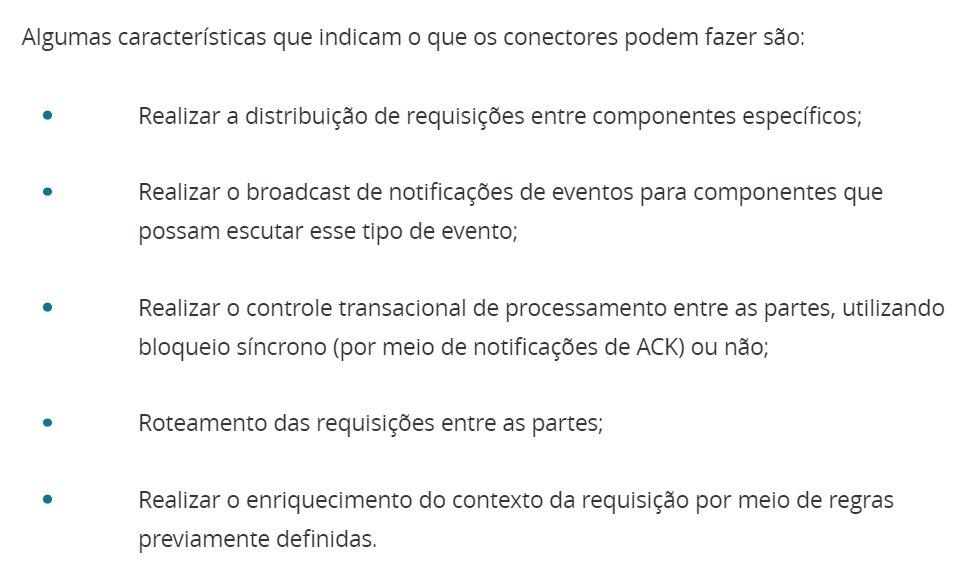 Algumas características que indicam o que os conectores podem fazer são:
• Realizar a distribuição de requisições entre componentes específicos;
• Realizar o broadcast de notificações de eventos para componentes que
possam escutar esse tipo de evento;
• Realizar o controle transacional de processamento entre as partes, utilizando
bloqueio síncrono (por meio de notificações de ACK) ou não;
• Roteamento das requisições entre as partes;
• Realizar o enriquecimento do contexto da requisição por meio de regras
previamente definidas.